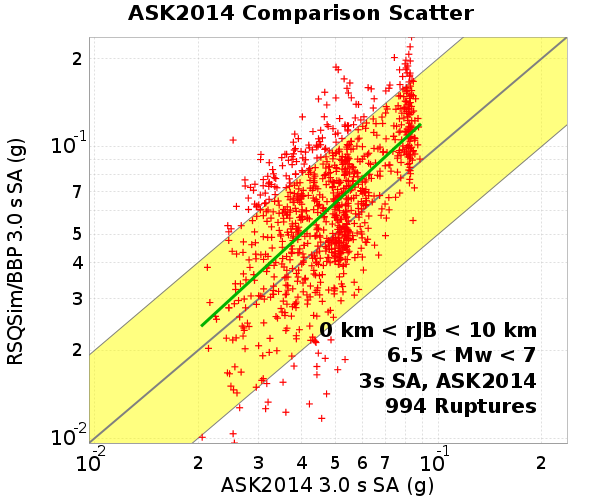 ASK2014 Comparison Scatter
RSQSim/BBP 3.0 s SA (g)
2
10-1
7
5
4
3
2
10-2
0 km < rJB < 10 km
6.5 < Mw < 7
3s SA, ASK2014
994 Ruptures
10-2 2 3 4 5 6 7 10-1 2
ASK2014 3.0 s SA (g)